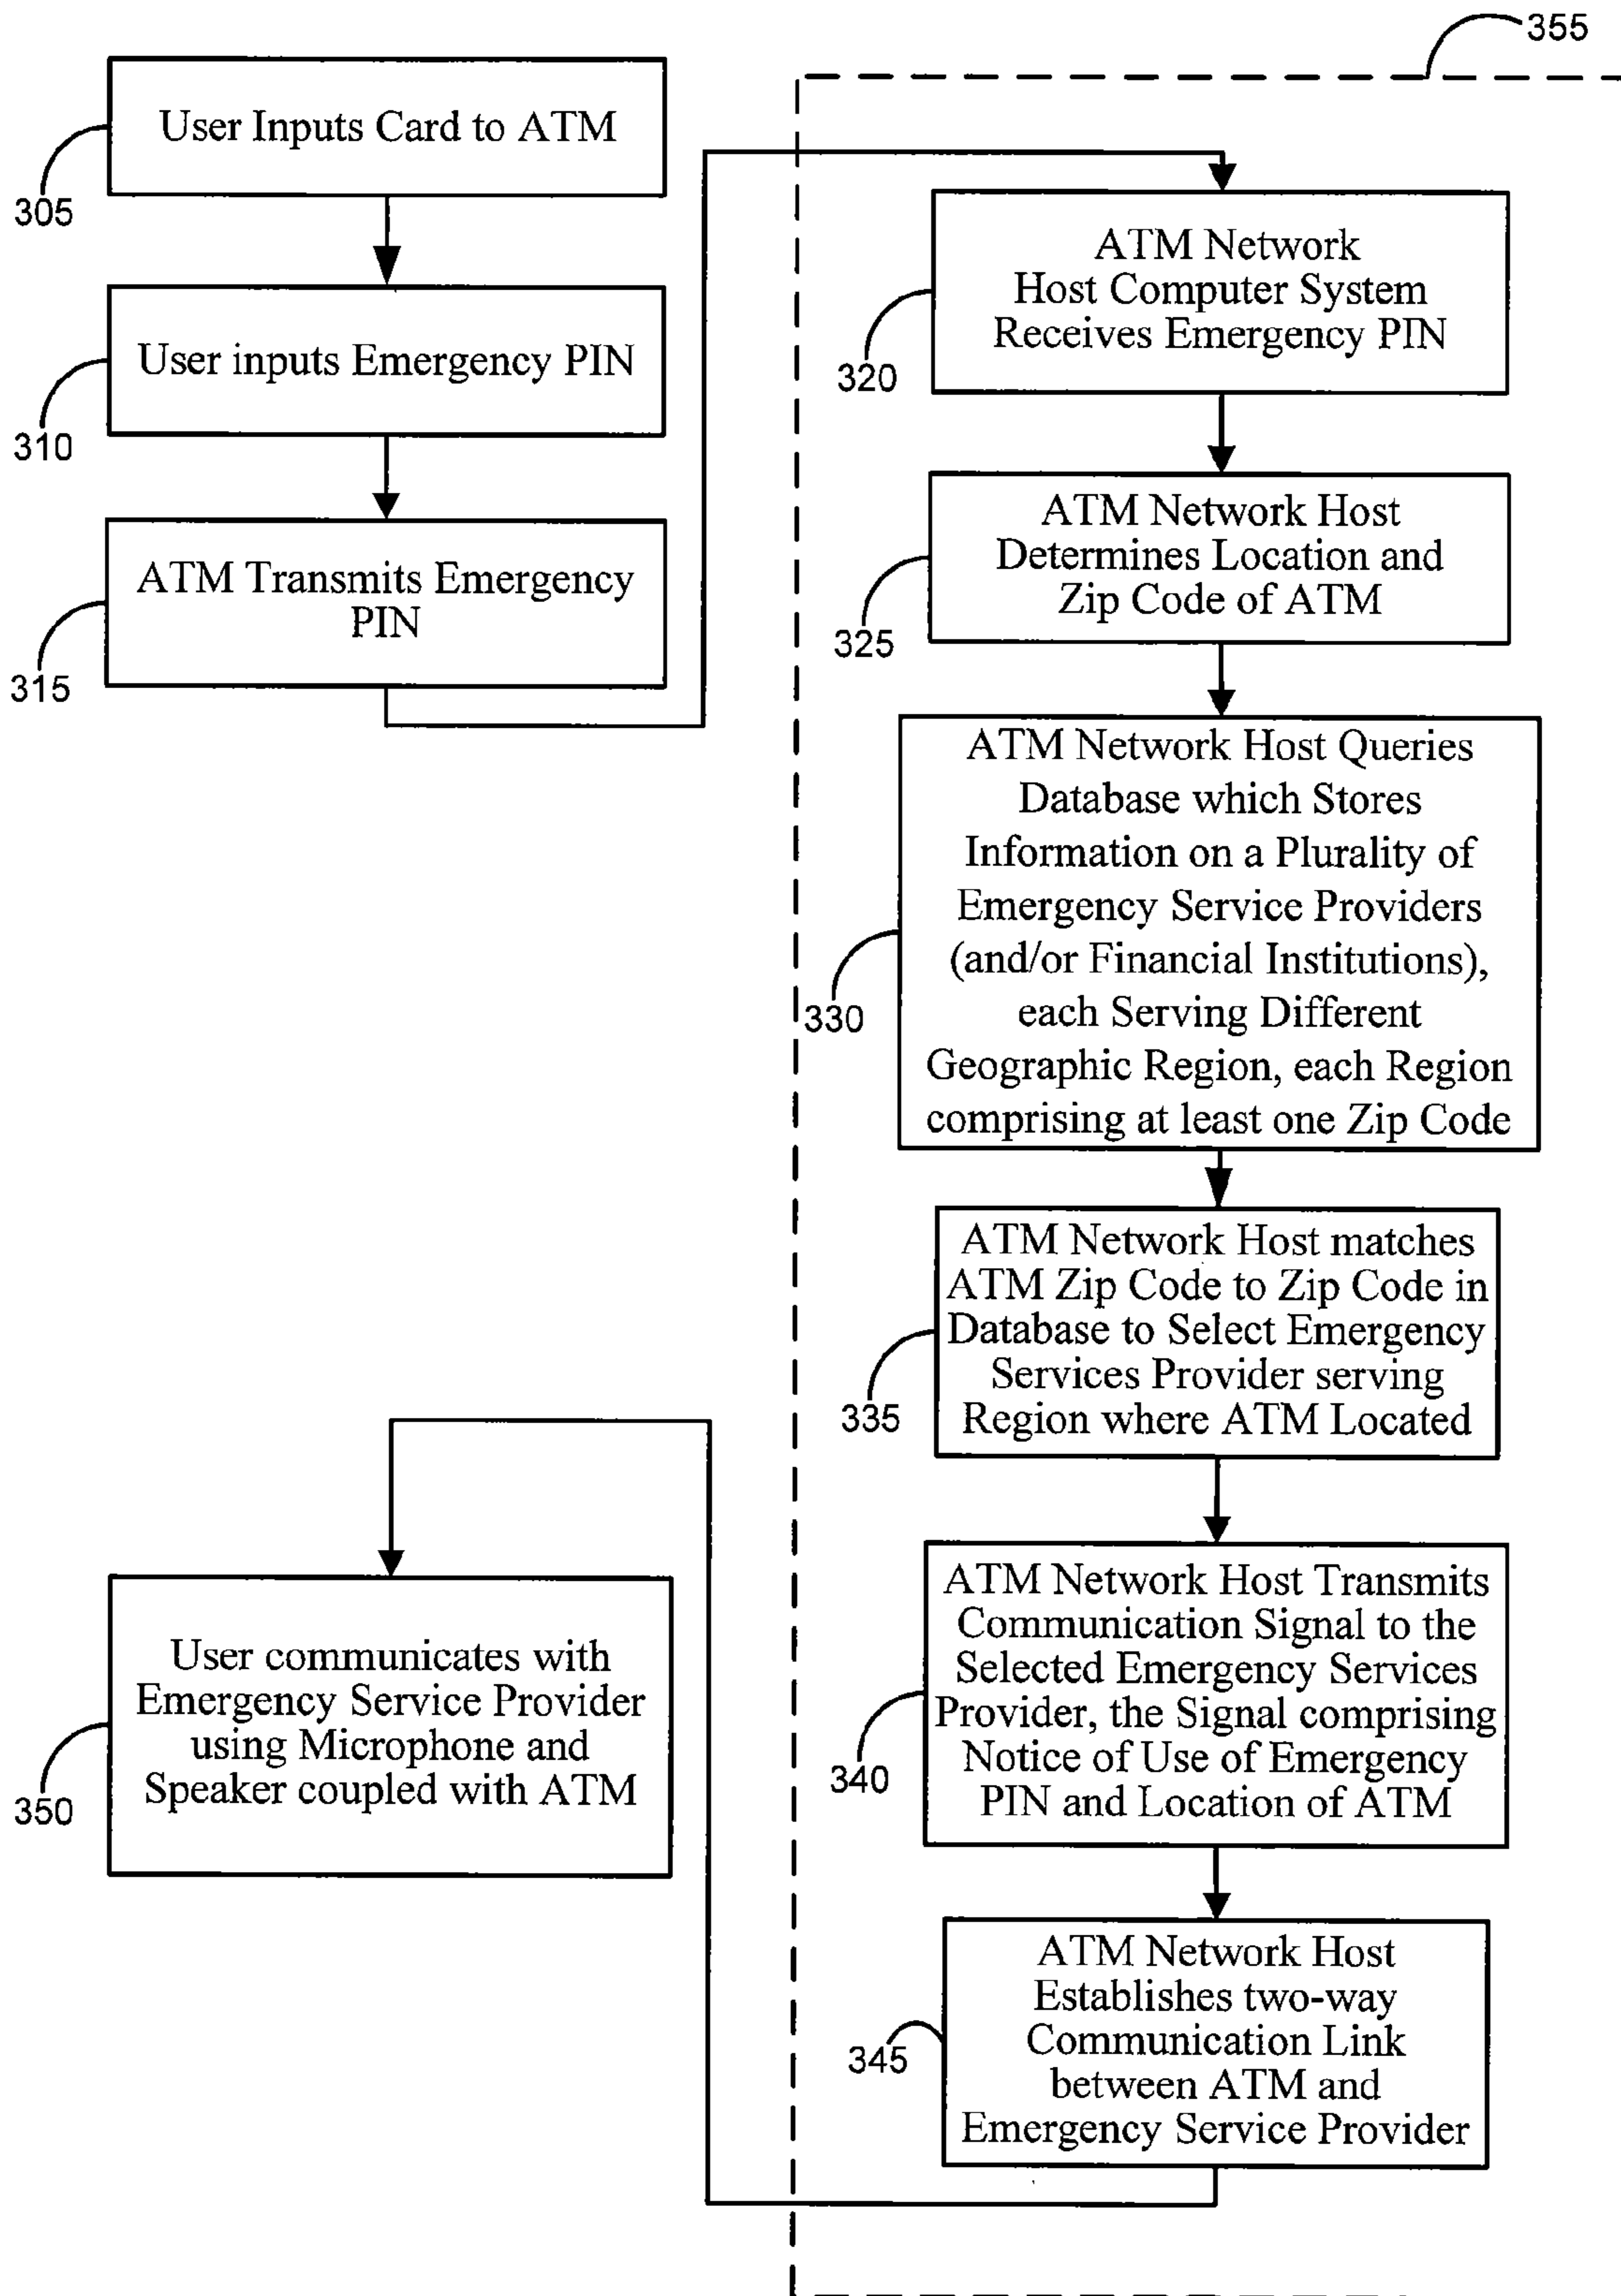 355
User Inputs Card to ATM
305
User inputs Emergency PIN
310
ATM Transmits Emergency
PIN
315
ATM Network
Host Computer System
Receives Emergency PIN
320
ATM Network Host
Determines Location and
Zip Code of ATM
325
ATM Network Host Queries
Database which Stores
Information on a Plurality of
Emergency Service Providers
(and/or Financial Institutions),
each Serving Different
Geographic Region, each Region
comprising at least one Zip Code
330
ATM Network Host matches
ATM Zip Code to Zip Code in
Database to Select Emergency
Services Provider serving
Region where ATM Located
335
ATM Network Host Transmits
Communication Signal to the
Selected Emergency Services
Provider, the Signal comprising
Notice of Use of Emergency
PIN and Location of ATM
340
ATM Network Host
Establishes two-way
Communication Link
between ATM and
Emergency Service Provider
345
User communicates with
Emergency Service Provider
using Microphone and
Speaker coupled with ATM
350